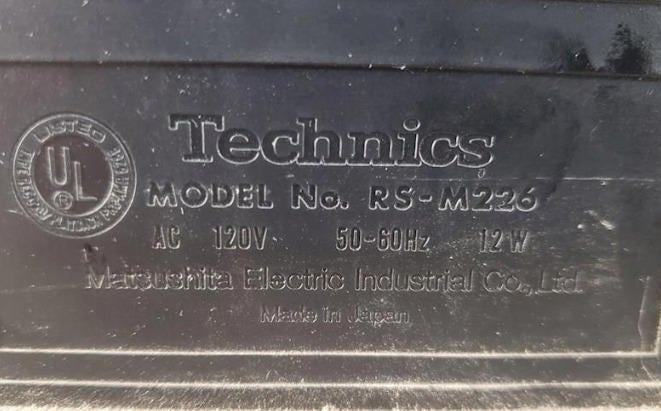 LISTED
UL
®
Technics
MODEL No. RS-M226
AC 120V 50-60Hz 12W
Matsushita Electric Industrial Co., Ltd.
Made in Japan